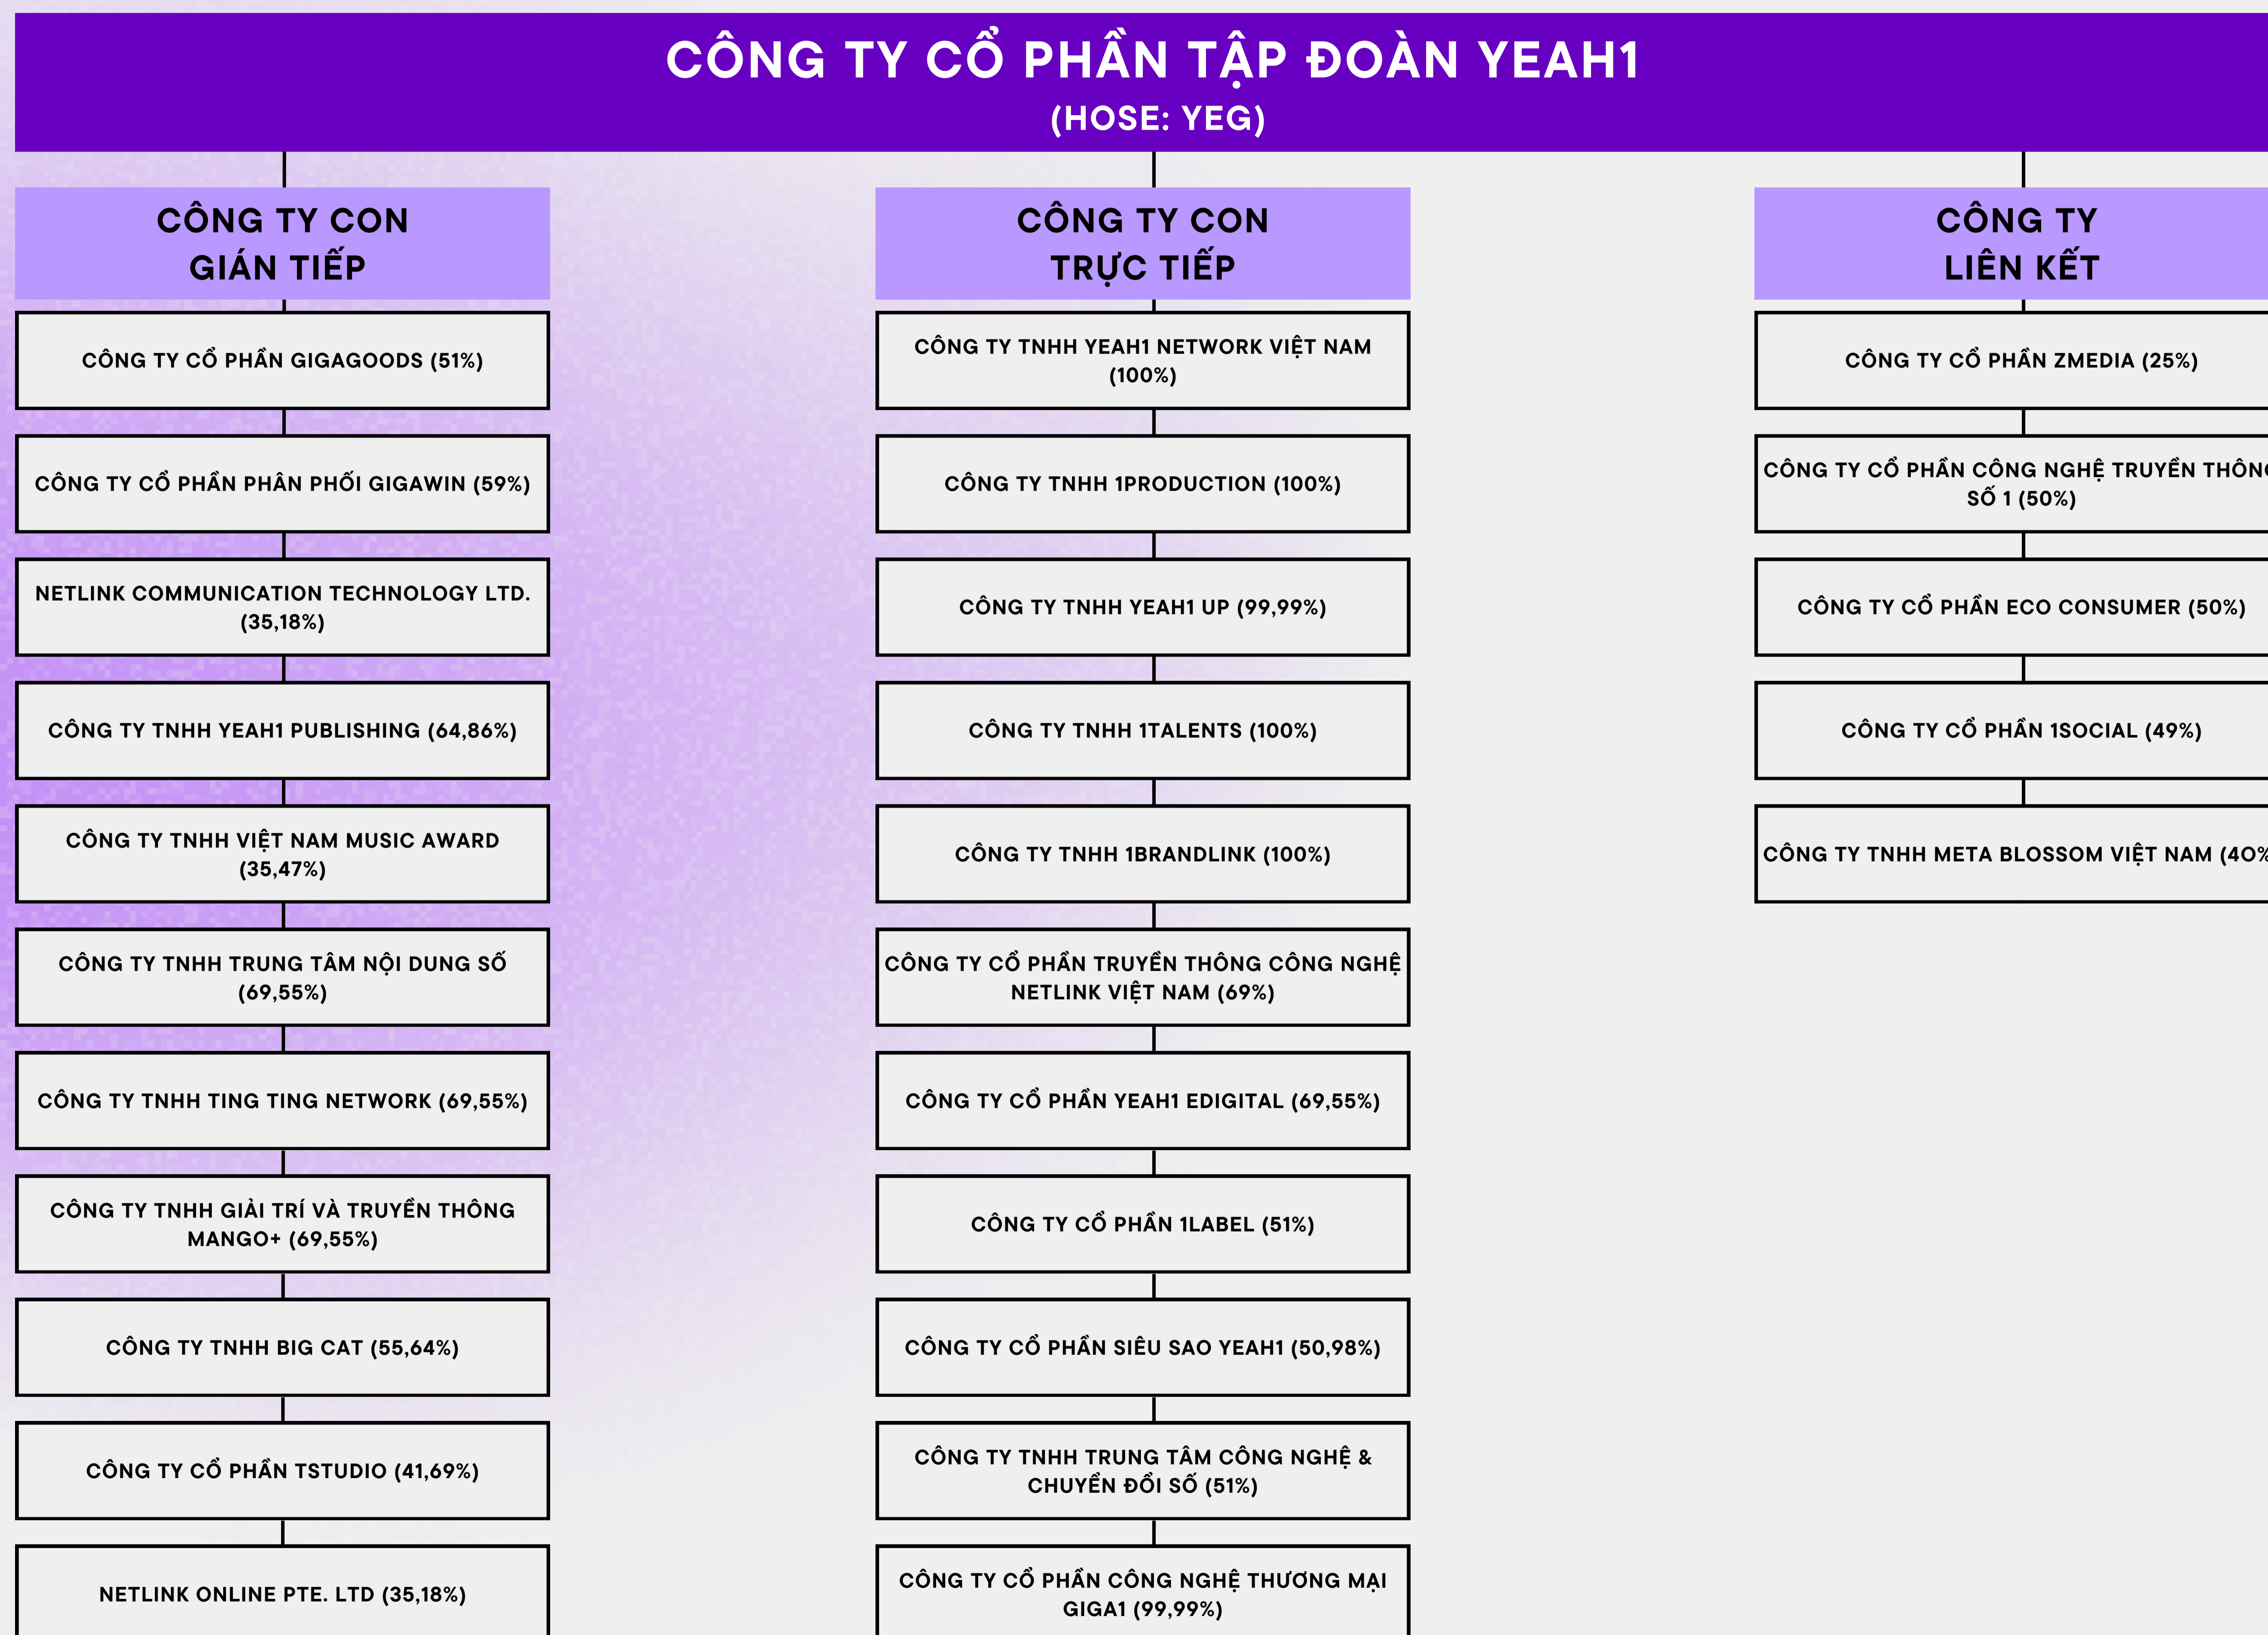 CÔNG TY CỔ PHẦN TẬP ĐOÀN YEAH1
(HOSE: YEG)
CÔNG TY CON
GIÁN TIẾP
CÔNG TY CỔ PHẦN GIGAGOODS (51%)
CÔNG TY CỔ PHẦN PHÂN PHỐI GIGAWIN (59%)
NETLINK COMMUNICATION TECHNOLOGY LTD.
(35,18%)
CÔNG TY TNHH YEAH1 PUBLISHING (64,86%)
CÔNG TY TNHH VIỆT NAM MUSIC AWARD
(35,47%)
CÔNG TY TNHH TRUNG TÂM NỘI DUNG SỐ
(69,55%)
CÔNG TY TNHH TING TING NETWORK (69,55%)
CÔNG TY TNHH GIẢI TRÍ VÀ TRUYỀN THÔNG
MANGO+ (69,55%)
CÔNG TY TNHH BIG CAT (55,64%)
CÔNG TY CỔ PHẦN TSTUDIO (41,69%)
NETLINK ONLINE PTE. LTD (35,18%)
CÔNG TY CON
TRỰC TIẾP
CÔNG TY TNHH YEAH1 NETWORK VIỆT NAM
(100%)
CÔNG TY TNHH 1PRODUCTION (100%)
CÔNG TY TNHH YEAH1 UP (99,99%)
CÔNG TY TNHH 1TALENTS (100%)
CÔNG TY TNHH 1BRANDLINK (100%)
CÔNG TY CỔ PHẦN TRUYỀN THÔNG CÔNG NGHỆ
NETLINK VIỆT NAM (69%)
CÔNG TY CỔ PHẦN YEAH1 EDIGITAL (69,55%)
CÔNG TY CỔ PHẦN 1LABEL (51%)
CÔNG TY CỔ PHẦN SIÊU SAO YEAH1 (50,98%)
CÔNG TY TNHH TRUNG TÂM CÔNG NGHỆ &
CHUYỂN ĐỔI SỐ (51%)
CÔNG TY CỔ PHẦN CÔNG NGHỆ THƯƠNG MẠI
GIGA1 (99,99%)
CÔNG TY
LIÊN KẾT
CÔNG TY CỔ PHẦN ZMEDIA (25%)
CÔNG TY CỔ PHẦN CÔNG NGHỆ TRUYỀN THÔNG
SỐ 1 (50%)
CÔNG TY CỔ PHẦN ECO CONSUMER (50%)
CÔNG TY CỔ PHẦN 1SOCIAL (49%)
CÔNG TY TNHH META BLOSSOM VIỆT NAM (40%